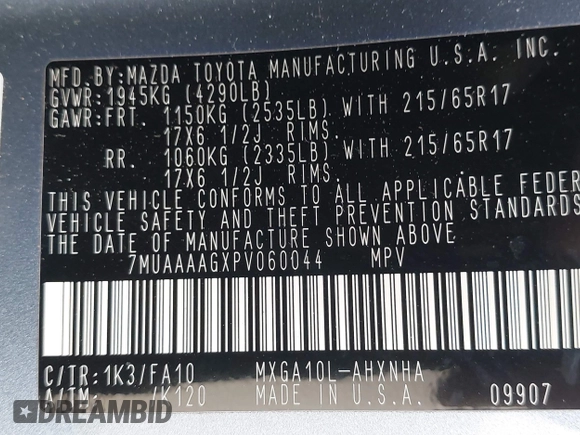 MFD.BY:MAZDA TOYOTA MANUFACTURING U.S.A. INC.
GVWR:1945KG (4290LB)
GAWR:FRT. 1150KG (2535LB) WITH 215/65R17
17X6 1/2J RIMS.
RR. 1060KG (2335LB) WITH 215/65R17
17X6 1/2J RIMS.
THIS VEHICLE CONFORMS TO ALL APPLICABLE FEDER
VEHICLE SAFETY AND THEFT PREVENTION STANDARDS
THE DATE OF MANUFACTURE SHOWN ABOVE
7MUAAAAGXPV060044 MPV
C/TR:1K3/FA10 MXGA10L-AHXNHA
A/TM: /K120 MADE IN U.S.A. 09907
EPICARBID